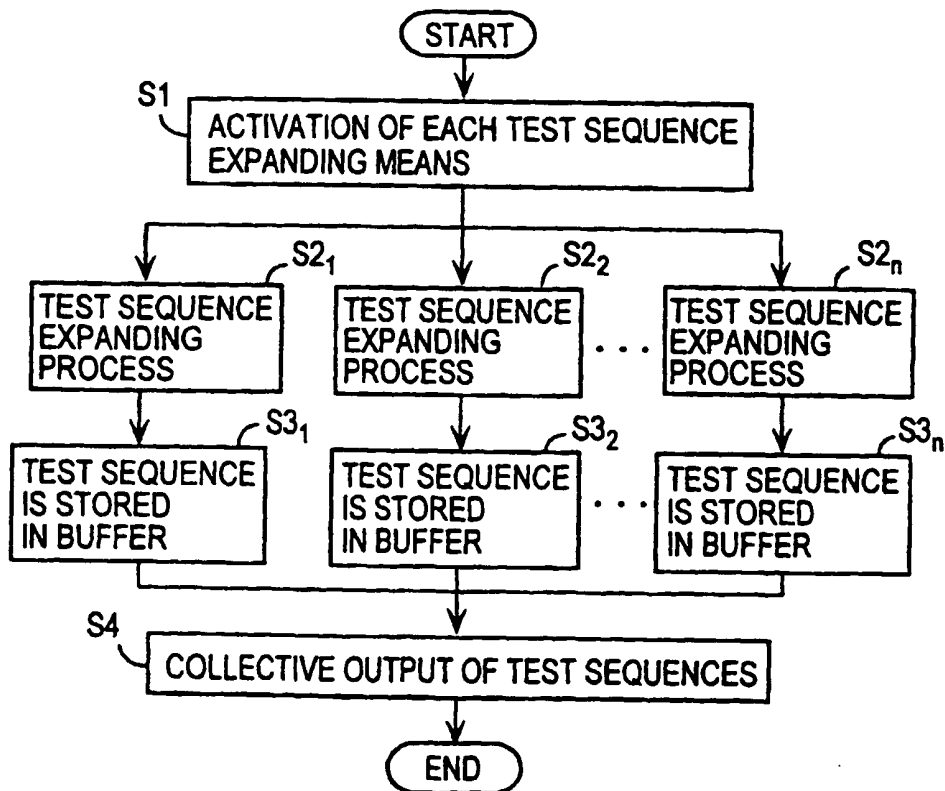 START
S1
ACTIVATION OF EACH TEST SEQUENCE
EXPANDING MEANS
S2₁
TEST SEQUENCE
EXPANDING
PROCESS
S2₂
TEST SEQUENCE
EXPANDING
PROCESS
. . .
S2ₙ
TEST SEQUENCE
EXPANDING
PROCESS
S3₁
TEST SEQUENCE
IS STORED
IN BUFFER
S3₂
TEST SEQUENCE
IS STORED
IN BUFFER
. . .
S3ₙ
TEST SEQUENCE
IS STORED
IN BUFFER
S4
COLLECTIVE OUTPUT OF TEST SEQUENCES
END